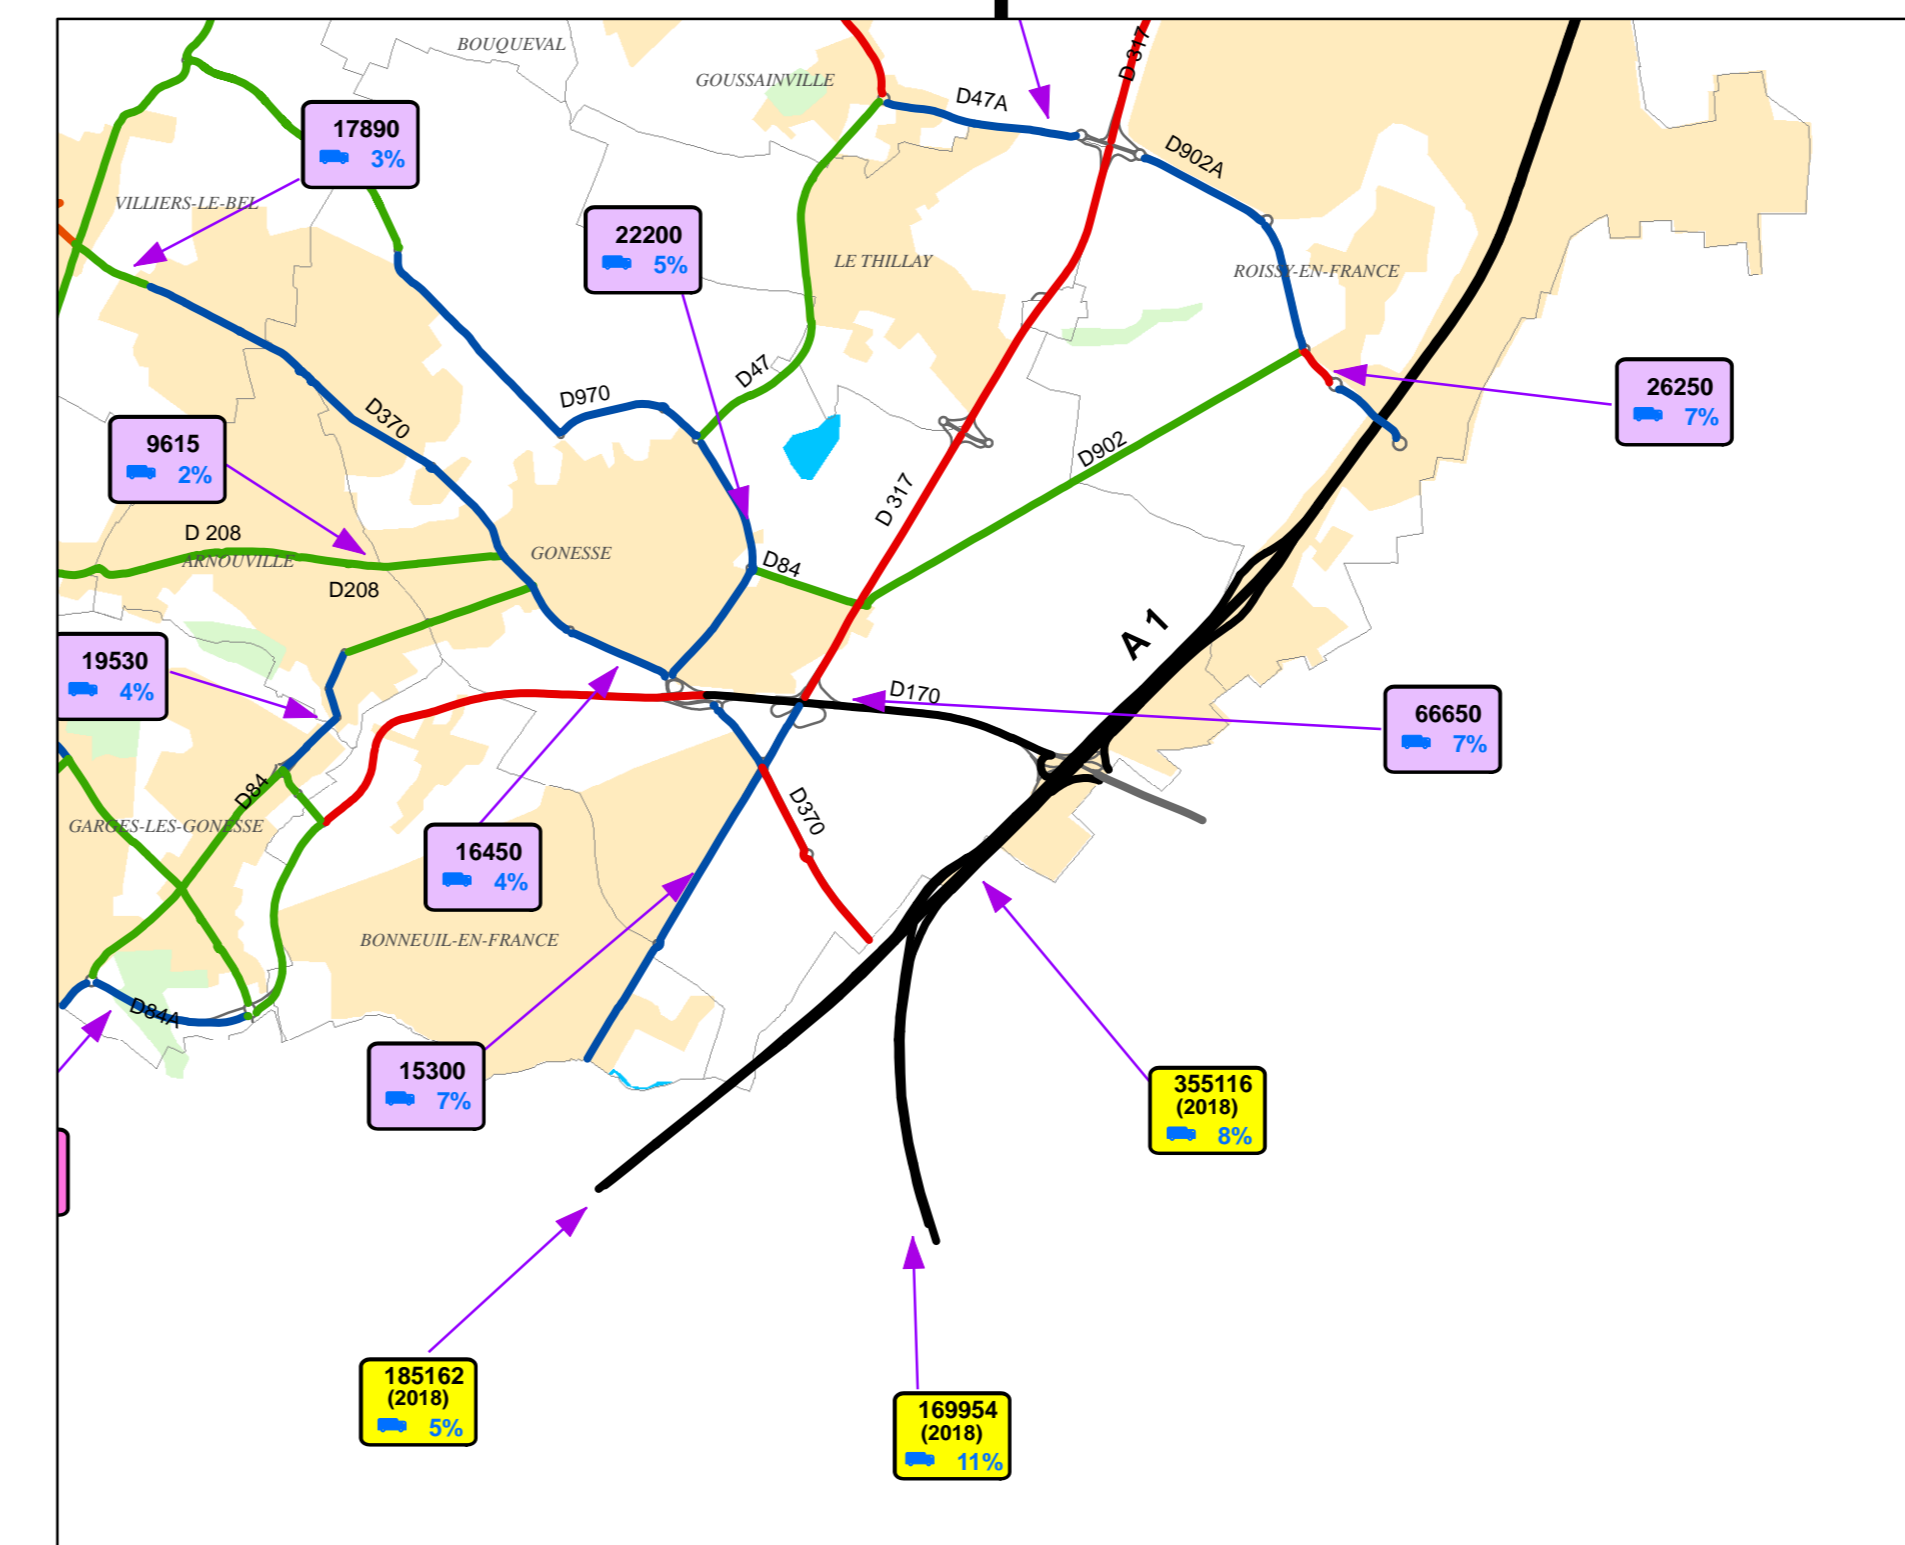 BOUQUEVAL
GOUSSAINVILLE
D 317
D47A
17890
3%
D902A
VILLIERS-LE-BEL
22200
5%
LE THILLAY
ROISSY-EN-FRANCE
D47
D970
26250
7%
D370
9615
2%
D902
D 317
D 208
ARNOUVILLE
GONESSE
D84
D208
A 1
19530
4%
D170
66650
7%
D84
D370
GARGES-LES-GONESSE
16450
4%
BONNEUIL-EN-FRANCE
D84A
15300
7%
355116
(2018)
8%
185162
(2018)
5%
169954
(2018)
11%